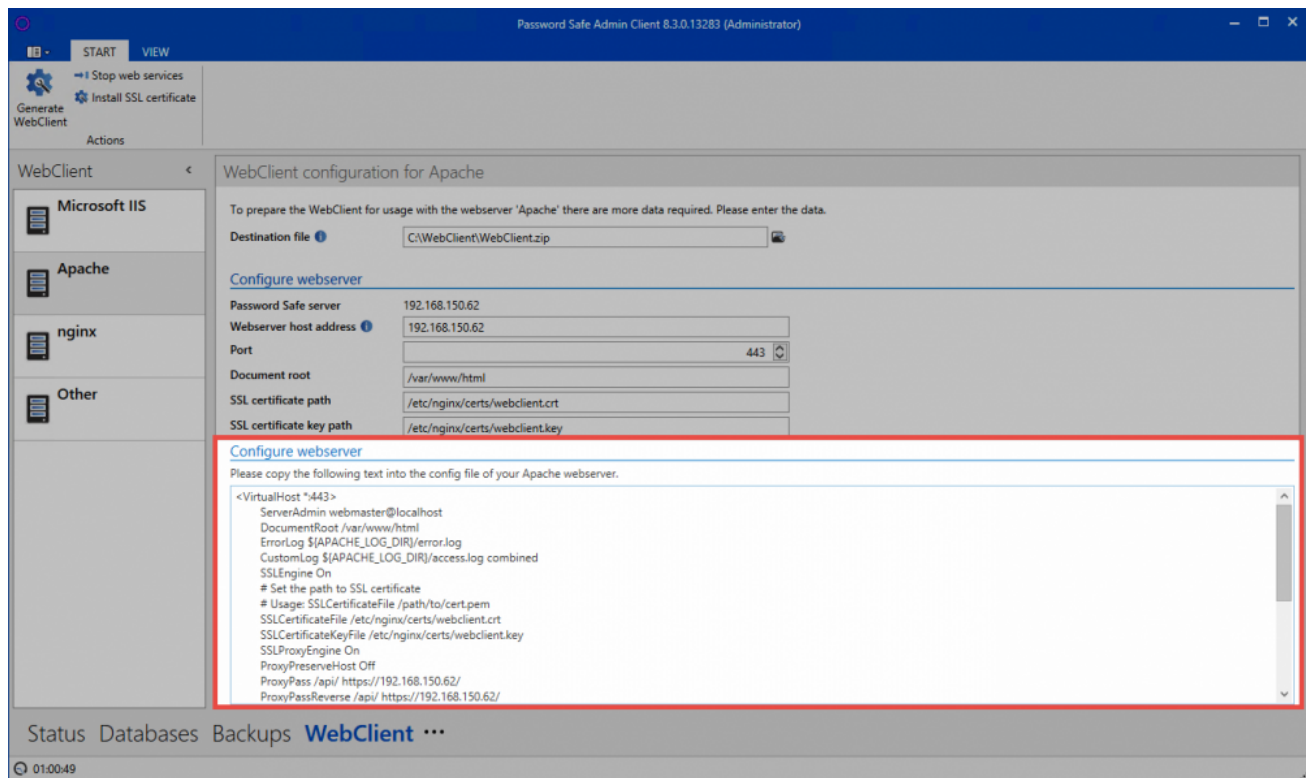 Password Safe Admin Client 8.3.0.13283 (Administrator)
START VIEW
Generate WebClient
Stop web services
Install SSL certificate
Actions
WebClient
Microsoft IIS
Apache
nginx
Other
WebClient configuration for Apache
To prepare the WebClient for usage with the webserver 'Apache' there are more data required. Please enter the data.
Destination file C:\WebClient\WebClient.zip
Configure webserver
Password Safe server 192.168.150.62
Webserver host address 192.168.150.62
Port 443
Document root /var/www/html
SSL certificate path /etc/nginx/certs/webclient.crt
SSL certificate key path /etc/nginx/certs/webclient.key
Configure webserver
Please copy the following text into the config file of your Apache webserver.
<VirtualHost *:443>
ServerAdmin webmaster@localhost
DocumentRoot /var/www/html
ErrorLog ${APACHE_LOG_DIR}/error.log
CustomLog ${APACHE_LOG_DIR}/access.log combined
SSLEngine On
# Set the path to SSL certificate
# Usage: SSLCertificateFile /path/to/cert.pem
SSLCertificateFile /etc/nginx/certs/webclient.crt
SSLCertificateKeyFile /etc/nginx/certs/webclient.key
SSLProxyEngine On
ProxyPreserveHost Off
ProxyPass /api/ https://192.168.150.62/
ProxyPassReverse /api/ https://192.168.150.62/
Status Databases Backups WebClient ···
01:00:49